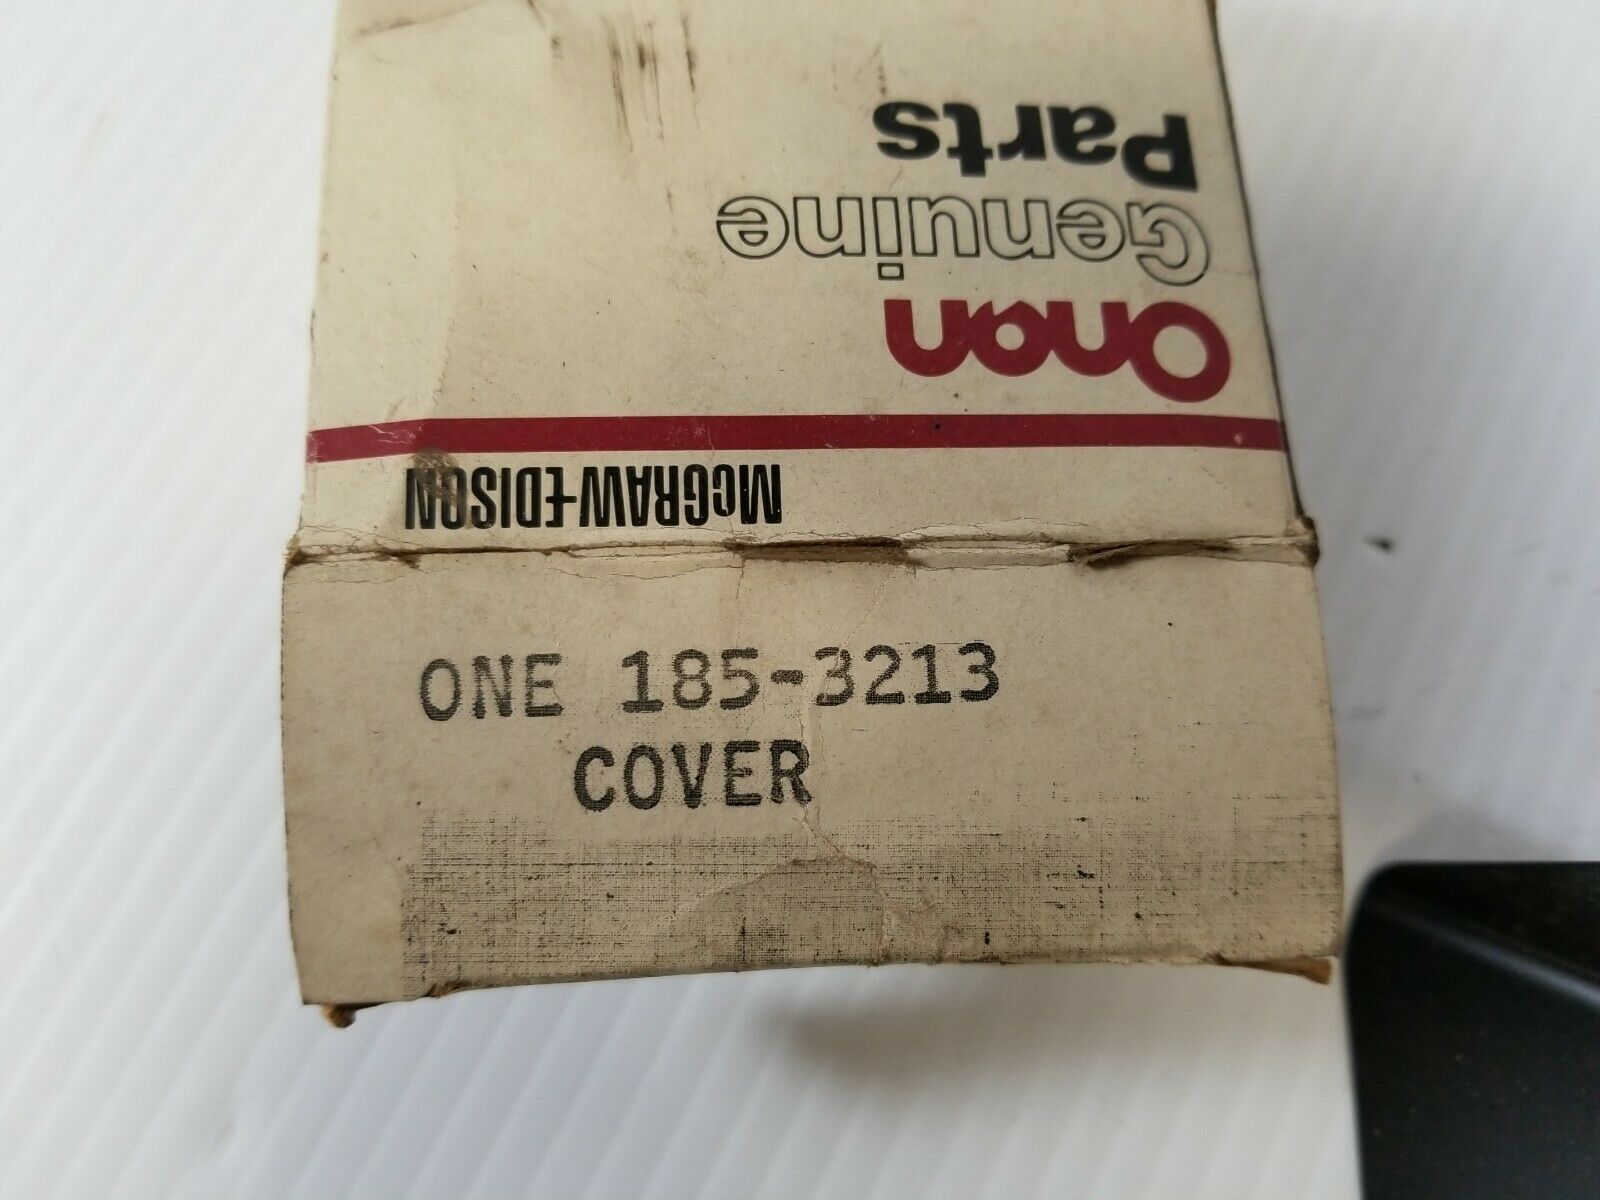 Onan
Genuine
Parts
McGRAW-EDISON
ONE 185-3213
COVER